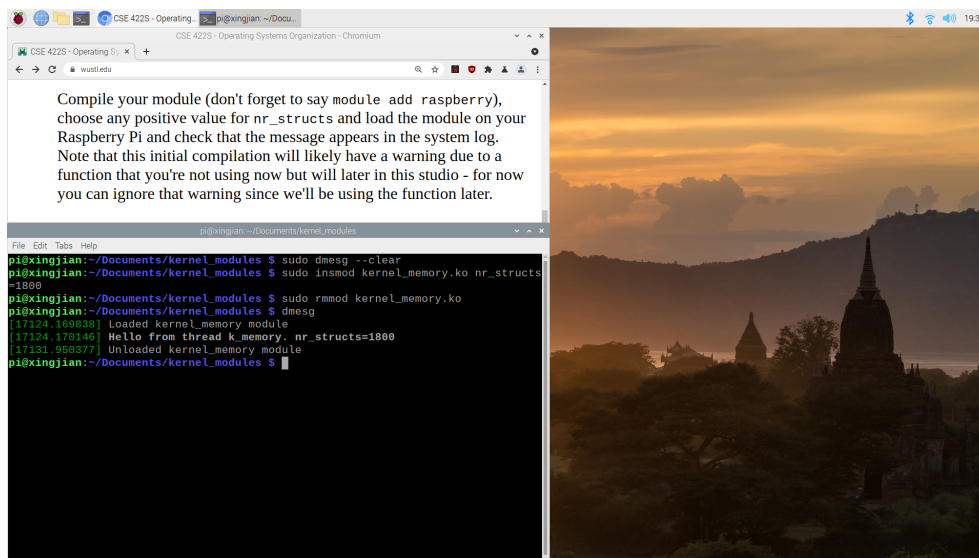 CSE 422S - Operating...
pi@xingjian: ~/Docu...
19:3
CSE 422S - Operating Systems Organization - Chromium
CSE 422S - Operating Sy
wustl.edu
Compile your module (don't forget to say module add raspberry),
choose any positive value for nr_structs and load the module on your
Raspberry Pi and check that the message appears in the system log.
Note that this initial compilation will likely have a warning due to a
function that you're not using now but will later in this studio - for now
you can ignore that warning since we'll be using the function later.
pi@xingjian: ~/Documents/kernel_modules
File Edit Tabs Help
pi@xingjian:~/Documents/kernel_modules $ sudo dmesg --clear
pi@xingjian:~/Documents/kernel_modules $ sudo insmod kernel_memory.ko nr_structs
=1800
pi@xingjian:~/Documents/kernel_modules $ sudo rmmod kernel_memory.ko
pi@xingjian:~/Documents/kernel_modules $ dmesg
[17124.169838] Loaded kernel_memory module
[17124.170146] Hello from thread k_memory. nr_structs=1800
[17131.950377] Unloaded kernel_memory module
pi@xingjian:~/Documents/kernel_modules $